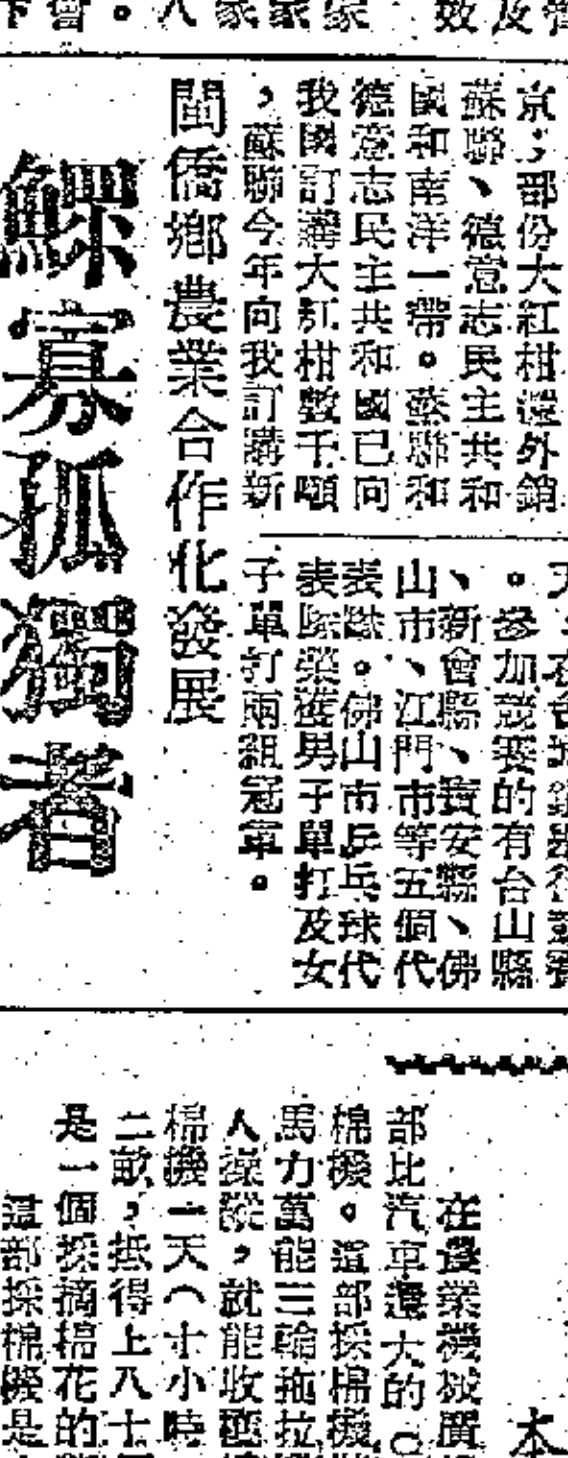 京；部份大紅柑還外銷
蘇聯、德意志民主共和
國和南洋一帶。蘇聯和
德意志民主共和國已向
我國訂購大紅柑數千噸
，蘇聯今年向我訂購新
。參加競賽的有台山縣
、新會縣、寶安縣、佛
山市、江門市等五個代
表隊。佛山市乒乓球代
表隊榮獲男子單打及女
子單打兩組冠軍。
閩僑鄉農業合作化發展
鰥寡孤獨者
本
在農業機械廣
部比汽車還大的
棉機。這部採棉機
馬力萬能三輪拖拉
人操縱，就能收
棉機一天（十小時
二畝，抵得上八十
是一個採摘棉花的
這部採棉機是